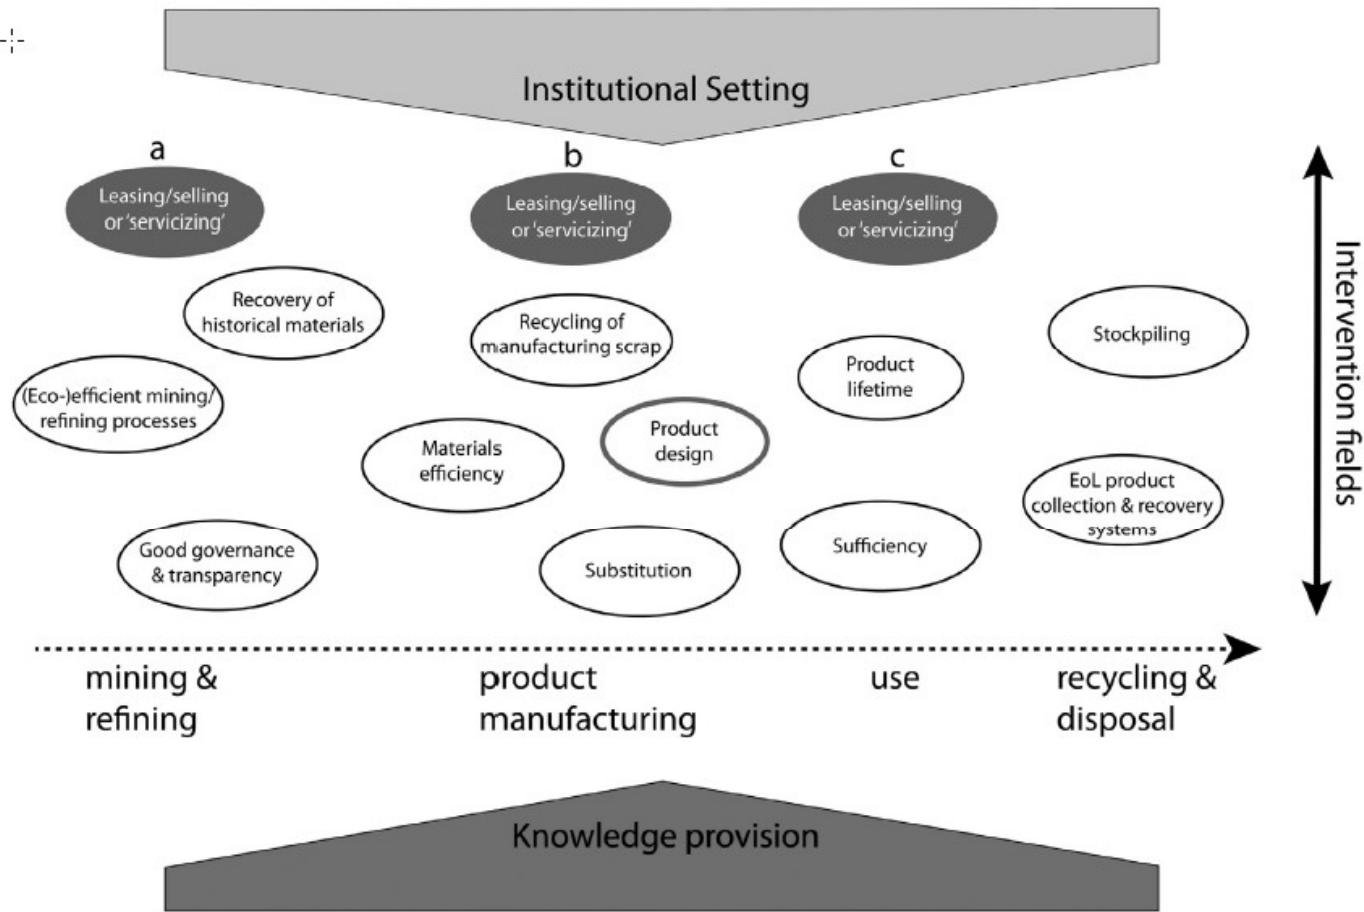 Institutional Setting
a
b
c
Leasing/selling
or 'servicizing'
Leasing/selling
or 'servicizing'
Leasing/selling
or 'servicizing'
Recovery of
historical materials
Recycling of
manufacturing scrap
Stockpiling
Product
lifetime
(Eco-)efficient mining/
refining processes
Materials
efficiency
Product
design
EoL product
collection & recovery
systems
Good governance
& transparency
Substitution
Sufficiency
Intervention fields
mining &
refining
product
manufacturing
use
recycling &
disposal
Knowledge provision